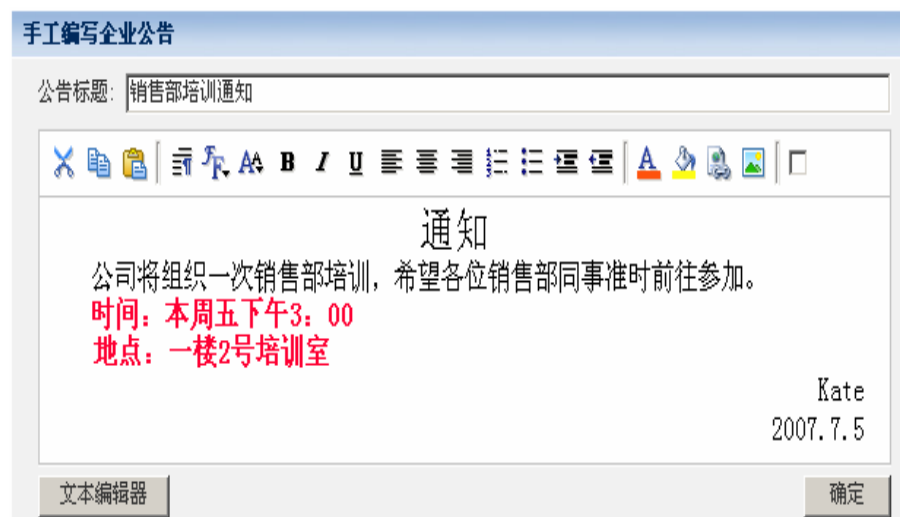 手工编写企业公告
公告标题: 销售部培训通知
B I U A
通知
公司将组织一次销售部培训，希望各位销售部同事准时前往参加。
时间：本周五下午3：00
地点：一楼2号培训室
Kate
2007.7.5
文本编辑器 确定